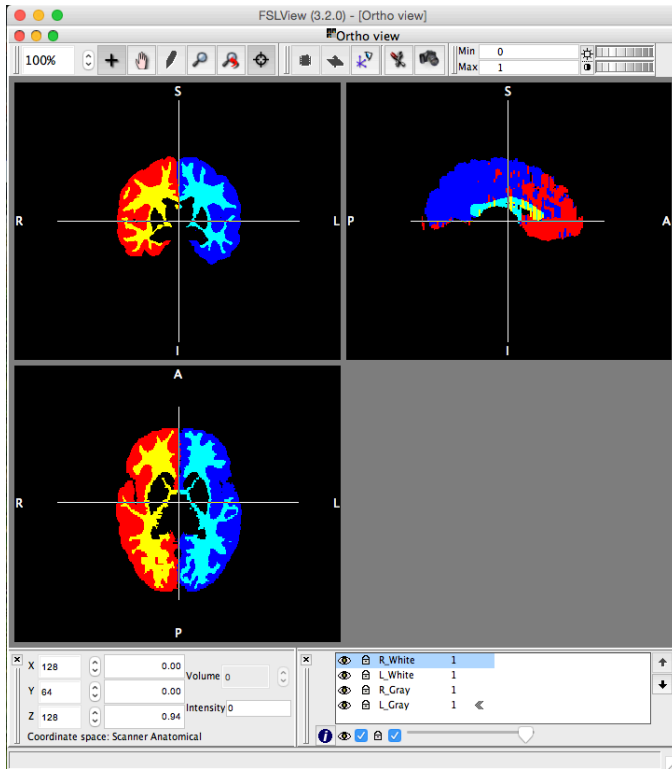 FSLView (3.2.0) - [Ortho view]
Ortho view
100%
Min 0
Max 1
S
R
L
I
S
P
A
I
A
R
L
P
X 128 0.00
Volume 0
Y 64 0.00
Intensity 0
Z 128 0.94
Coordinate space: Scanner Anatomical
R_White 1
L_White 1
R_Gray 1
L_Gray 1